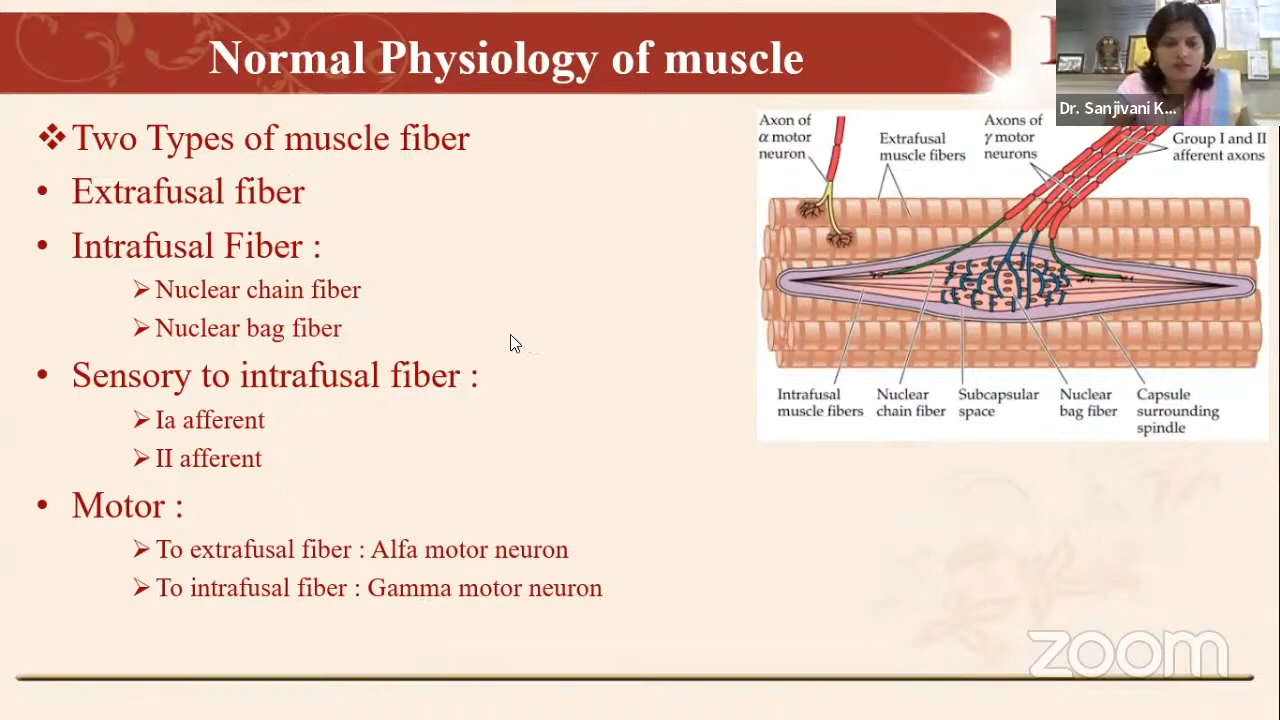 Normal Physiology of muscle
Dr. Sanjivani K...
❖Two Types of muscle fiber
• Extrafusal fiber
• Intrafusal Fiber :
➢Nuclear chain fiber
➢Nuclear bag fiber
• Sensory to intrafusal fiber :
➢Ia afferent
➢II afferent
• Motor :
➢To extrafusal fiber : Alfa motor neuron
➢To intrafusal fiber : Gamma motor neuron
Axon of
α motor
neuron
Extrafusal
muscle fibers
Axons of
γ motor
neurons
Group I and II
afferent axons
Intrafusal
muscle fibers
Nuclear
chain fiber
Subcapsular
space
Nuclear
bag fiber
Capsule
surrounding
spindle
zoom